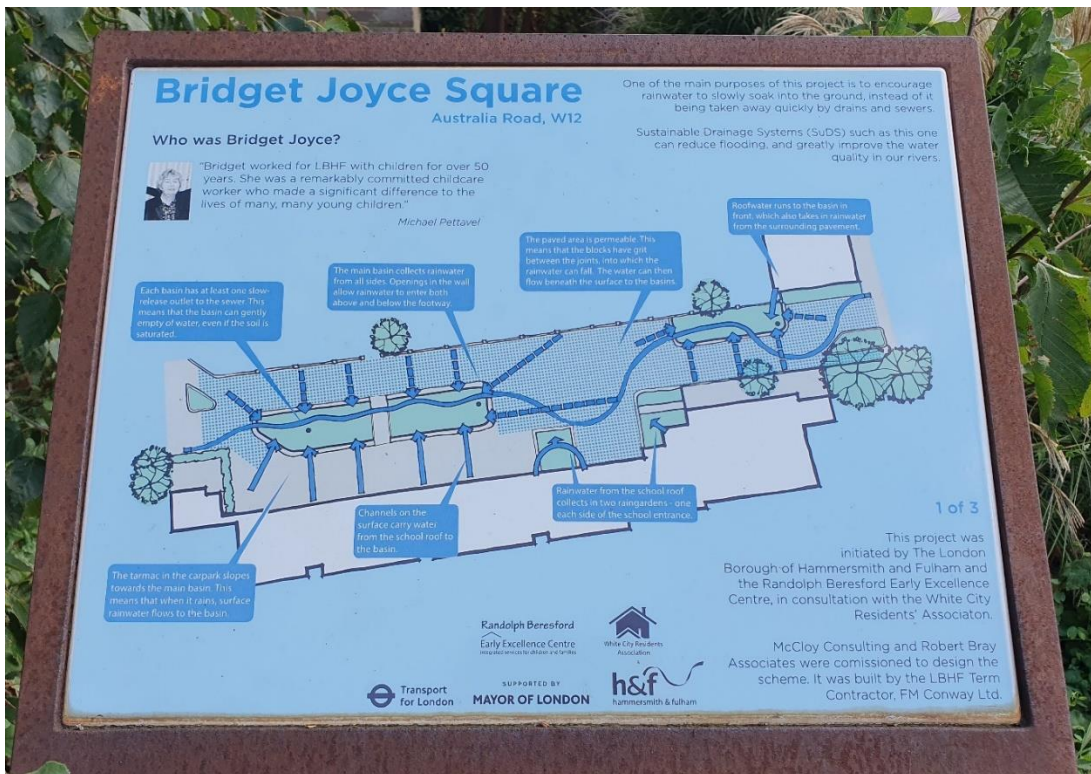 Bridget Joyce Square
Australia Road, W12
Who was Bridget Joyce?
"Bridget worked for LBHF with children for over 50
years. She was a remarkably committed childcare
worker who made a significant difference to the
lives of many, many young children."
Michael Pettavel
One of the main purposes of this project is to encourage
rainwater to slowly soak into the ground, instead of it
being taken away quickly by drains and sewers.
Sustainable Drainage Systems (SuDS) such as this one
can reduce flooding, and greatly improve the water
quality in our rivers.
Roofwater runs to the basin in
front, which also takes in rainwater
from the surrounding pavement.
The paved area is permeable. This
means that the blocks have grit
between the joints, into which the
rainwater can fall. The water can then
flow beneath the surface to the basins.
The main basin collects rainwater
from all sides. Openings in the wall
allow rainwater to enter both
above and below the footway.
Each basin has at least one slow-
release outlet to the sewer. This
means that the basin can gently
empty of water, even if the soil is
saturated.
Rainwater from the school roof
collects in two raingardens - one
each side of the school entrance.
Channels on the
surface carry water
from the school roof to
the basin.
The tarmac in the carpark slopes
towards the main basin. This
means that when it rains, surface
rainwater flows to the basin.
1 of 3
This project was
initiated by The London
Borough of Hammersmith and Fulham and
the Randolph Beresford Early Excellence
Centre, in consultation with the White City
Residents' Associaton.
McCloy Consulting and Robert Bray
Associates were comissioned to design the
scheme. It was built by the LBHF Term
Contractor, FM Conway Ltd.
Randolph Beresford
Early Excellence Centre
Integrated services for children and families
White City Residents
Association
Transport
for London
SUPPORTED BY
MAYOR OF LONDON
h&f
hammersmith & fulham